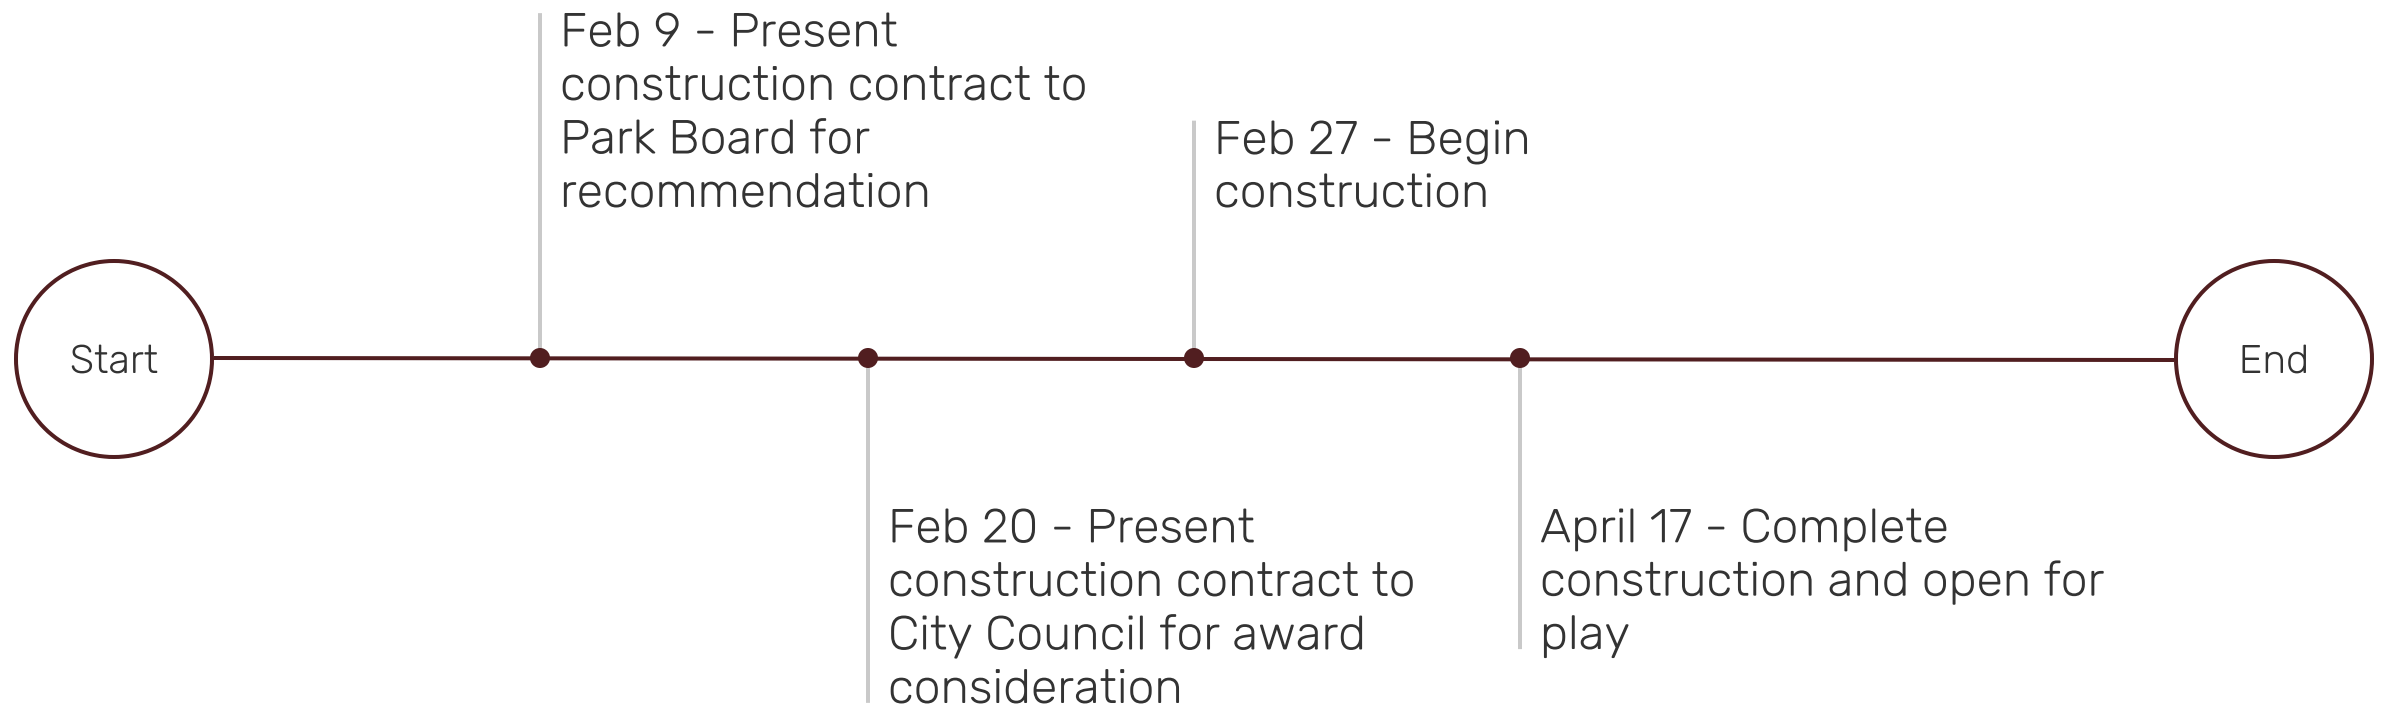 Start
Feb 9 - Present
construction contract to
Park Board for
recommendation
Feb 20 - Present
construction contract to
City Council for award
consideration
Feb 27 - Begin
construction
April 17 - Complete
construction and open for
play
End